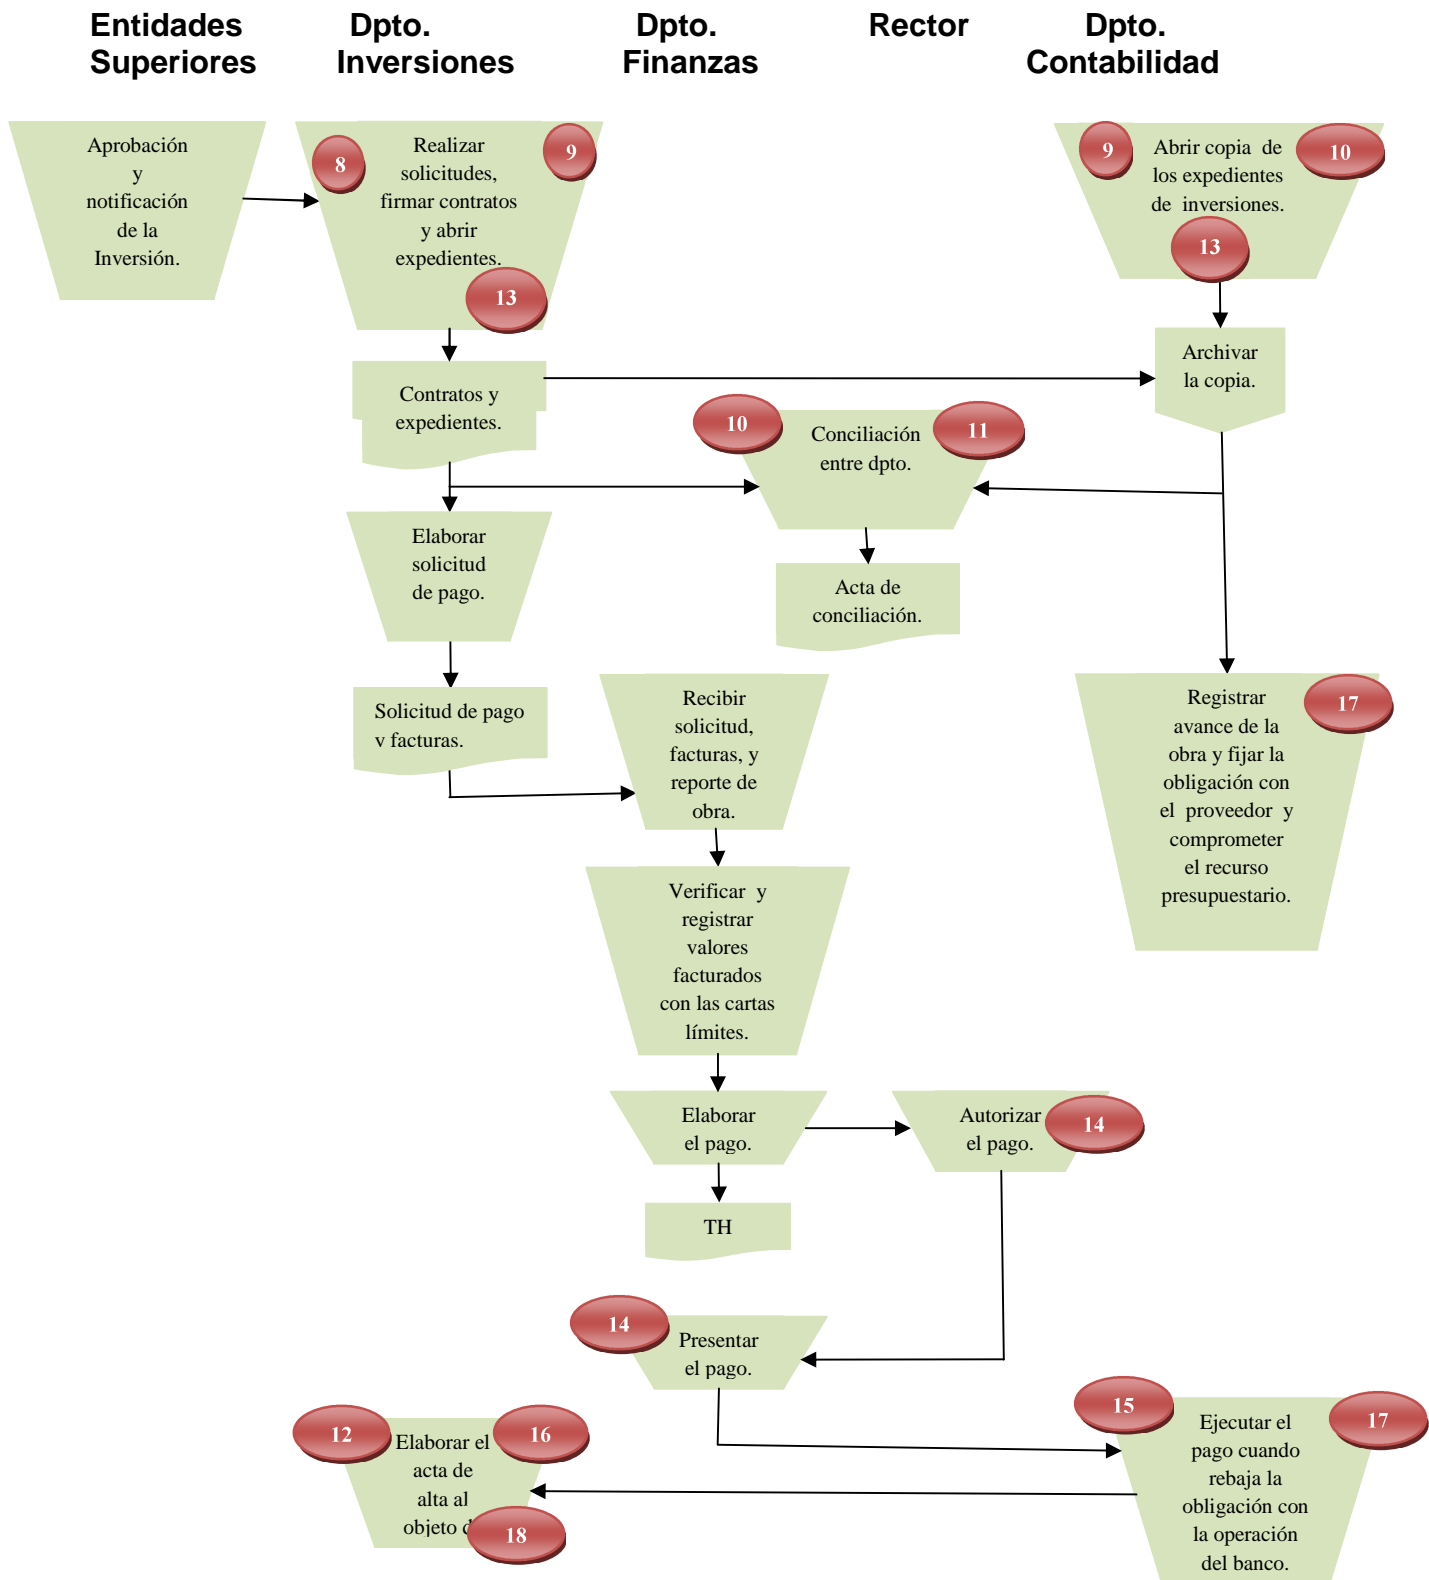 Entidades
Superiores
Dpto.
Inversiones
Dpto.
Finanzas
Rector
Dpto.
Contabilidad
Aprobación
y
notificación
de la
Inversión.
8
9
Realizar
solicitudes,
firmar contratos
y abrir
expedientes.
13
9
10
Abrir copia de
los expedientes
de inversiones.
13
Contratos y
expedientes.
Archivar
la copia.
10
11
Conciliación
entre dpto.
Elaborar
solicitud
de pago.
Acta de
conciliación.
Solicitud de pago
y facturas.
Recibir
solicitud,
facturas, y
reporte de
obra.
17
Registrar
avance de la
obra y fijar la
obligación con
el proveedor y
comprometer
el recurso
presupuestario.
Verificar y
registrar
valores
facturados
con las cartas
límites.
Elaborar
el pago.
Autorizar
el pago.
14
TH
14
Presentar
el pago.
15
17
Ejecutar el
pago cuando
rebaja la
obligación con
la operación
del banco.
12
16
Elaborar el
acta de
alta al
objeto
18